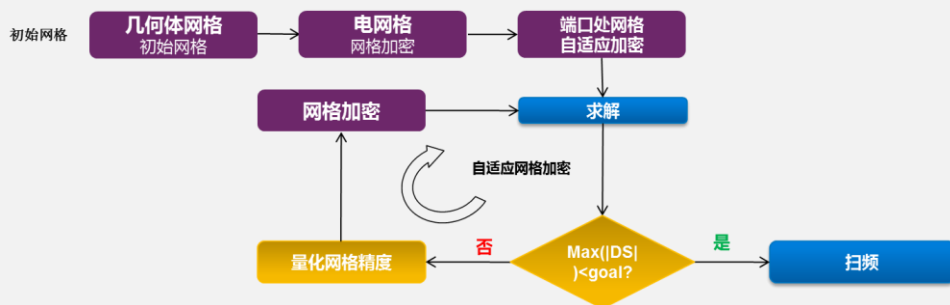 初始网格
几何体网格
初始网格
电网格
网格加密
端口处网格
自适应加密
网格加密
求解
自适应网格加密
量化网格精度
否
Max(|DS|
)<goal?
是
扫频